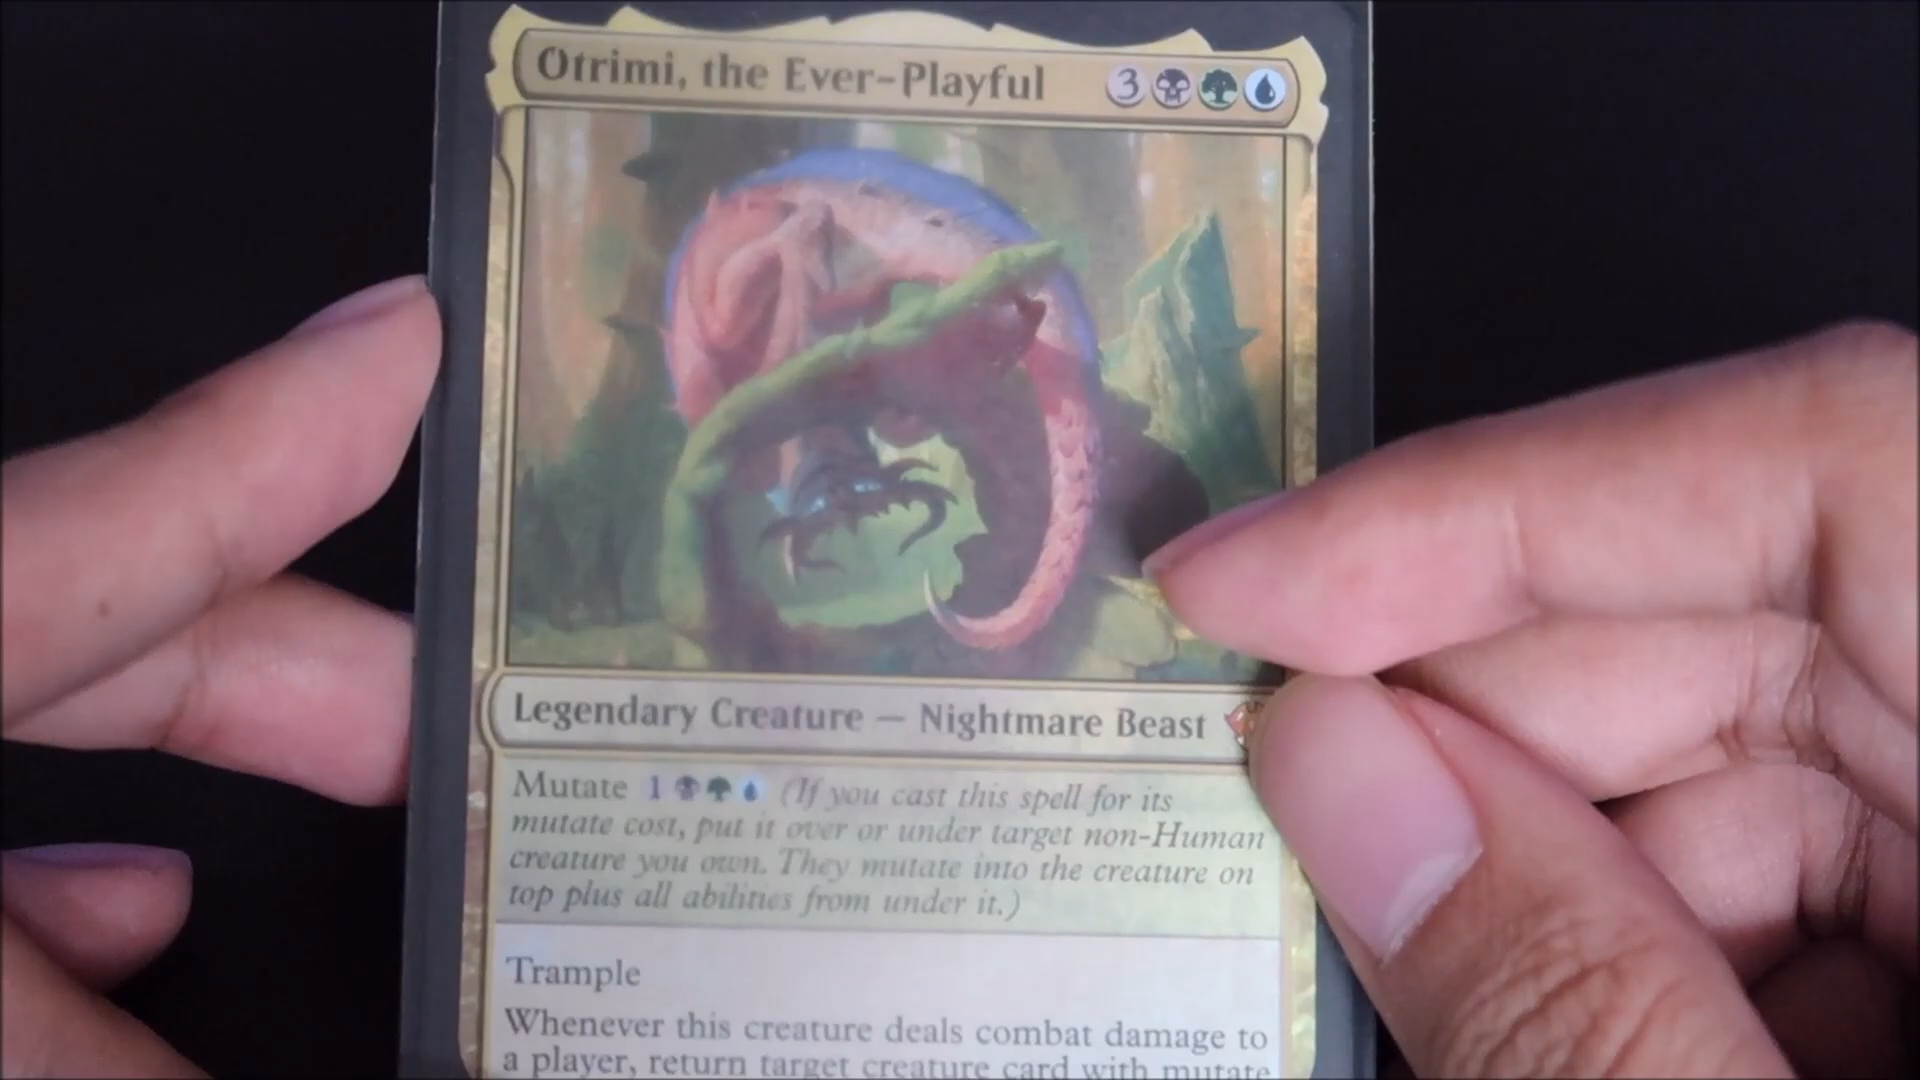 Otrimi, the Ever-Playful 3
Legendary Creature — Nightmare Beast
Mutate 1 (If you cast this spell for its
mutate cost, put it over or under target non-Human
creature you own. They mutate into the creature on
top plus all abilities from under it.)
Trample
Whenever this creature deals combat damage to
a player, return target creature card with mutate